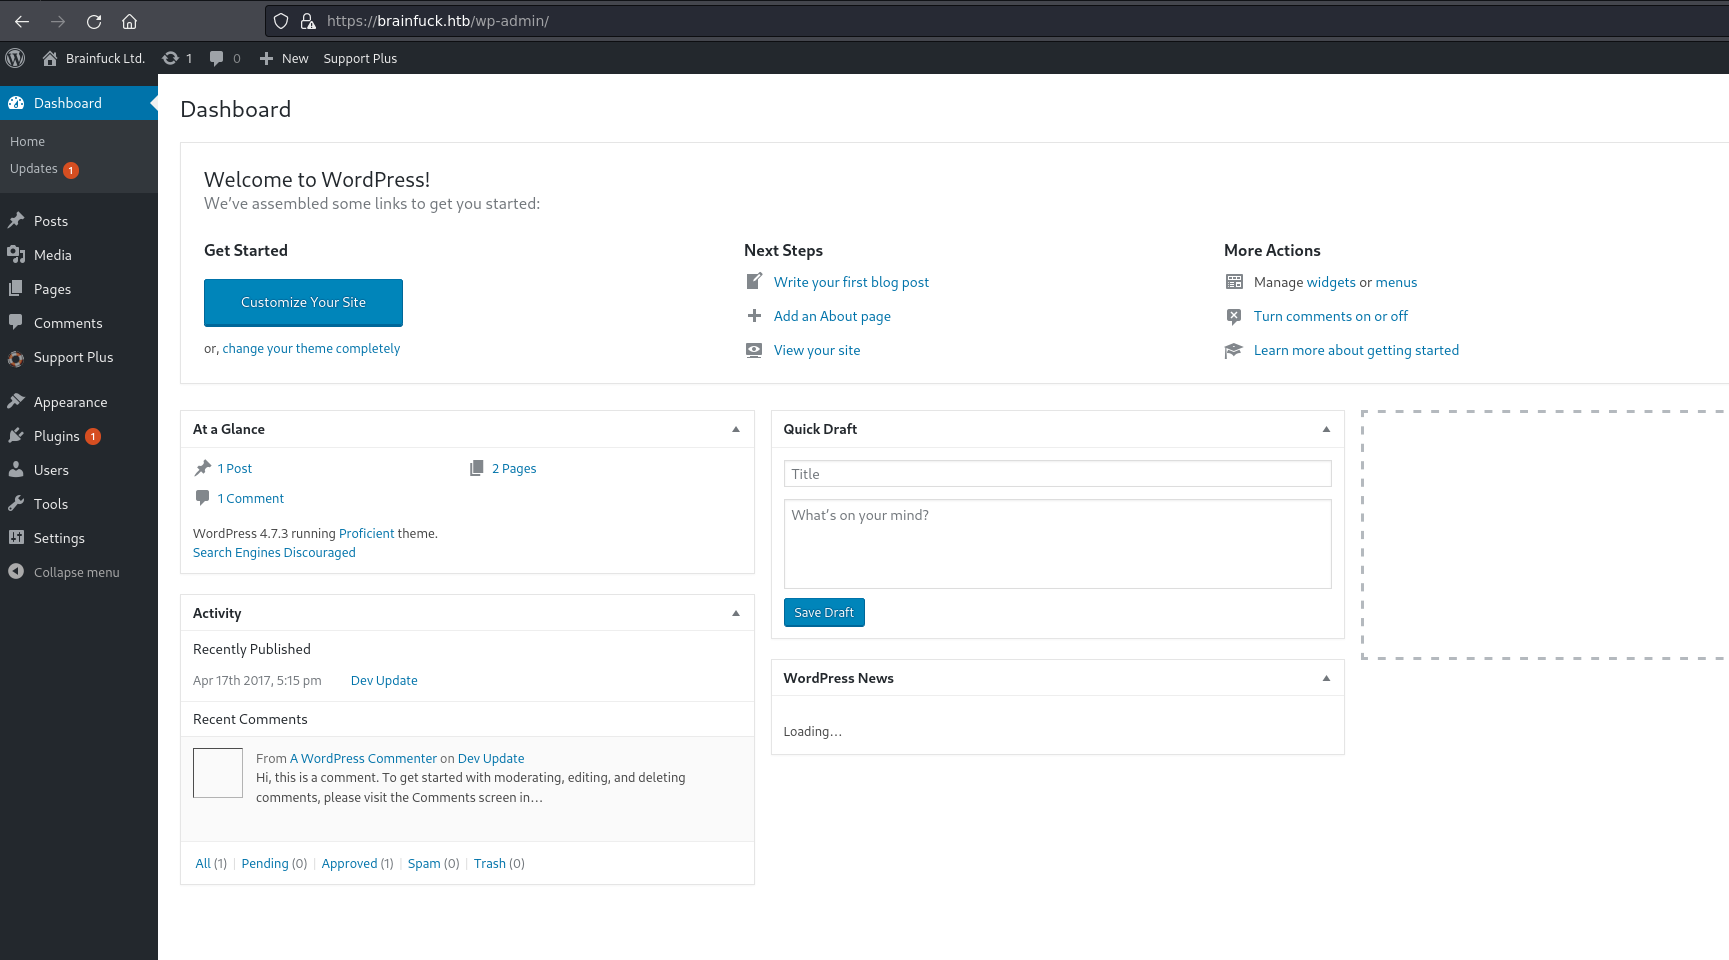 https://brainfuck.htb/wp-admin/
Brainfuck Ltd. 1 0 New Support Plus
Dashboard
Home
Updates 1
Posts
Media
Pages
Comments
Support Plus
Appearance
Plugins 1
Users
Tools
Settings
Collapse menu
Dashboard
Welcome to WordPress!
We've assembled some links to get you started:
Get Started
Customize Your Site
or, change your theme completely
Next Steps
Write your first blog post
Add an About page
View your site
More Actions
Manage widgets or menus
Turn comments on or off
Learn more about getting started
At a Glance
1 Post 2 Pages
1 Comment
WordPress 4.7.3 running Proficient theme.
Search Engines Discouraged
Activity
Recently Published
Apr 17th 2017, 5:15 pm Dev Update
Recent Comments
From A WordPress Commenter on Dev Update
Hi, this is a comment. To get started with moderating, editing, and deleting
comments, please visit the Comments screen in…
All (1) | Pending (0) | Approved (1) | Spam (0) | Trash (0)
Quick Draft
Title
What's on your mind?
Save Draft
WordPress News
Loading…